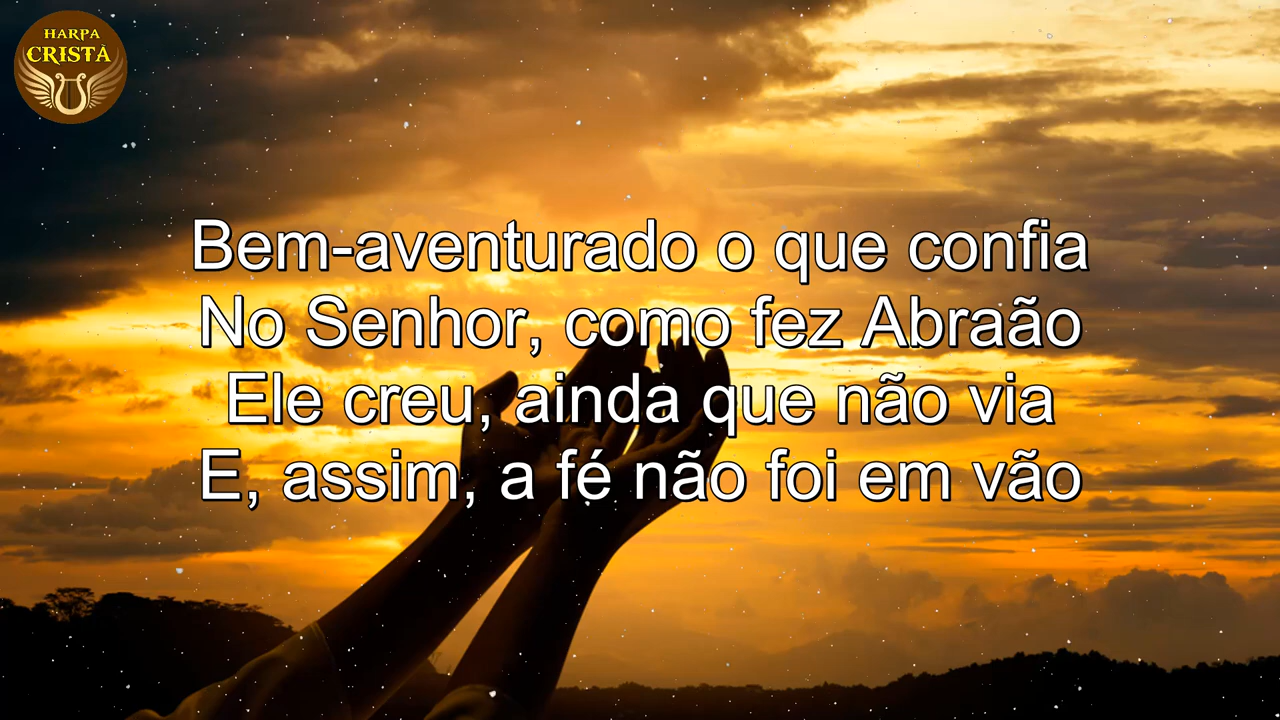 HARPA
CRISTÃ
Bem-aventurado o que confia
No Senhor, como fez Abraão
Ele creu, ainda que não via
E, assim, a fé não foi em vão